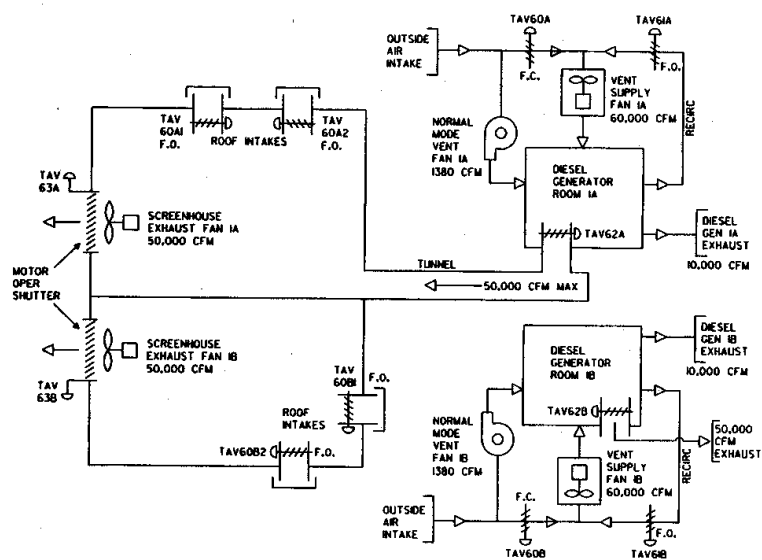 OUTSIDE
AIR
INTAKE
TAV60A
F.C.
TAV61A
F.O.
VENT
SUPPLY
FAN 1A
60,000 CFM
RECIRC
NORMAL
MODE
VENT
FAN 1A
1380 CFM
DIESEL
GENERATOR
ROOM 1A
TAV62A
DIESEL
GEN 1A
EXHAUST
10,000 CFM
TAV
60A1
F.O.
ROOF INTAKES
TAV
60A2
F.O.
TAV
63A
SCREENHOUSE
EXHAUST FAN 1A
50,000 CFM
MOTOR
OPER
SHUTTER
TUNNEL
50,000 CFM MAX
SCREENHOUSE
EXHAUST FAN 1B
50,000 CFM
TAV
63B
TAV
60B1
F.O.
ROOF
INTAKES
TAV60B2
F.O.
DIESEL
GENERATOR
ROOM 1B
DIESEL
GEN 1B
EXHAUST
10,000 CFM
TAV62B
NORMAL
MODE
VENT
FAN 1B
1380 CFM
50,000
CFM
EXHAUST
VENT
SUPPLY
FAN 1B
60,000 CFM
RECIRC
OUTSIDE
AIR
INTAKE
F.C.
TAV60B
F.O.
TAV61B